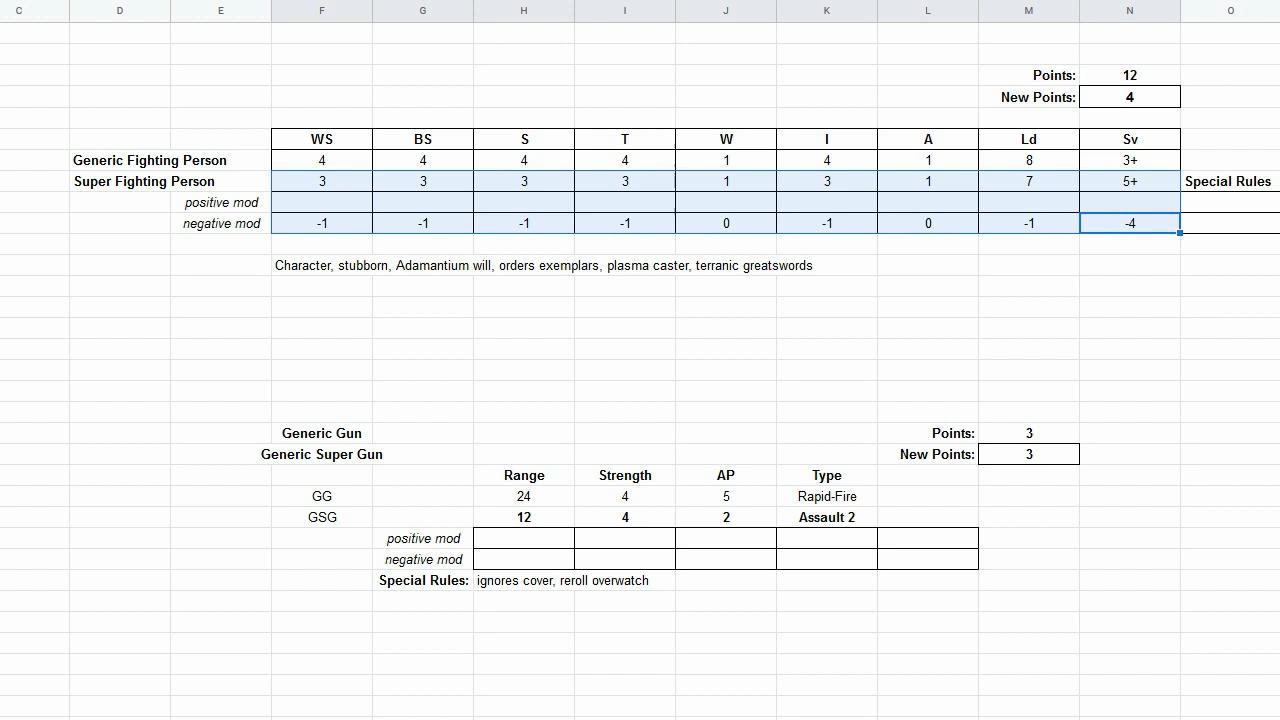 C D E F G H I J K L M N O
Points: 12
New Points: 4
WS BS S T W I A Ld Sv
Generic Fighting Person 4 4 4 4 1 4 1 8 3+
Super Fighting Person 3 3 3 3 1 3 1 7 5+ Special Rules
positive mod
negative mod -1 -1 -1 -1 0 -1 0 -1 -4
Character, stubborn, Adamantium will, orders exemplars, plasma caster, terranic greatswords
Generic Gun Points: 3
Generic Super Gun New Points: 3
Range Strength AP Type
GG 24 4 5 Rapid-Fire
GSG 12 4 2 Assault 2
positive mod
negative mod
Special Rules: ignores cover, reroll overwatch